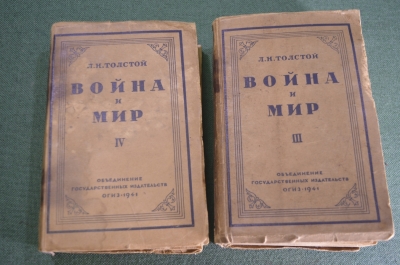 Л.Н.ТОЛСТОЙ
ВОЙНА
и
МИР
IV
ОБЪЕДИНЕНИЕ
ГОСУДАРСТВЕННЫХ ИЗДАТЕЛЬСТВ
ОГИЗ-1941
Л.Н.ТОЛСТОЙ
ВОЙНА
и
МИР
III
ОБЪЕДИНЕНИЕ
ГОСУДАРСТВЕННЫХ ИЗДАТЕЛЬСТВ
ОГИЗ-1941